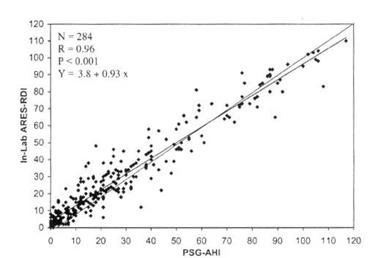 N = 284
R = 0.96
P < 0.001
Y = 3.8 + 0.93 x
In-Lab ARES-RDI
120
110
100
90
80
70
60
50
40
30
20
10
0
0 10 20 30 40 50 60 70 80 90 100 110 120
PSG-AHI